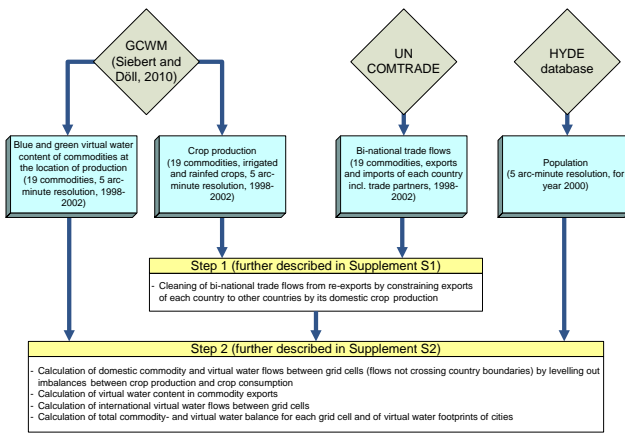 GCWM
(Siebert and
Döll, 2010)
UN
COMTRADE
HYDE
database
Blue and green virtual water
content of commodities at
the location of production
(19 commodities, 5 arc-
minute resolution, 1998-
2002)
Crop production
(19 commodities, irrigated
and rainfed crops, 5 arc-
minute resolution, 1998-
2002)
Bi-national trade flows
(19 commodities, exports
and imports of each country
incl. trade partners, 1998-
2002)
Population
(5 arc-minute resolution, for
year 2000)
Step 1 (further described in Supplement S1)
- Cleaning of bi-national trade flows from re-exports by constraining exports
of each country to other countries by its domestic crop production
Step 2 (further described in Supplement S2)
- Calculation of domestic commodity and virtual water flows between grid cells (flows not crossing country boundaries) by levelling out
imbalances between crop production and crop consumption
- Calculation of virtual water content in commodity exports
- Calculation of international virtual water flows between grid cells
- Calculation of total commodity- and virtual water balance for each grid cell and of virtual water footprints of cities